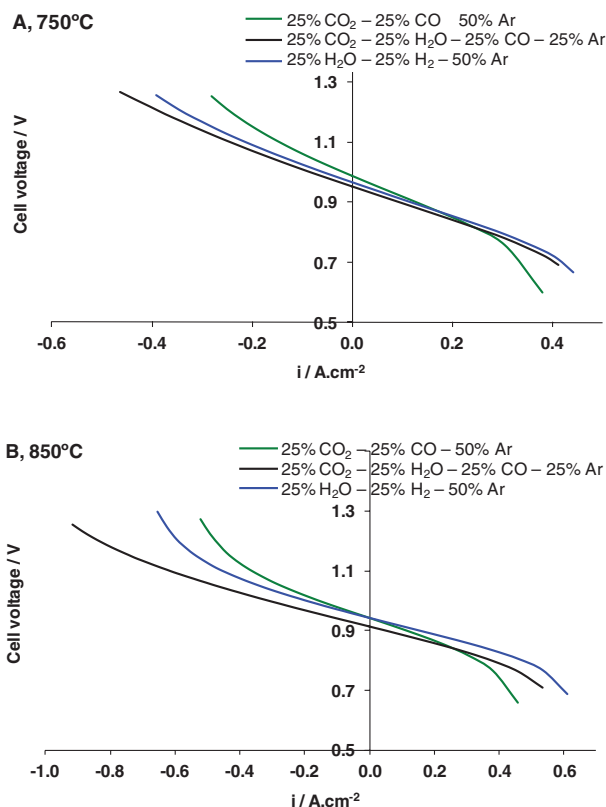 A, 750ºC
25% CO₂ – 25% CO 50% Ar
25% CO₂ – 25% H₂O – 25% CO – 25% Ar
25% H₂O – 25% H₂ – 50% Ar
Cell voltage / V
1.3
1.1
0.9
0.7
0.5
-0.6 -0.4 -0.2 0.0 0.2 0.4
i / A.cm⁻²
B, 850ºC
25% CO₂ – 25% CO – 50% Ar
25% CO₂ – 25% H₂O – 25% CO – 25% Ar
25% H₂O – 25% H₂ – 50% Ar
Cell voltage / V
1.3
1.1
0.9
0.7
0.5
-1.0 -0.8 -0.6 -0.4 -0.2 0.0 0.2 0.4 0.6
i / A.cm⁻²